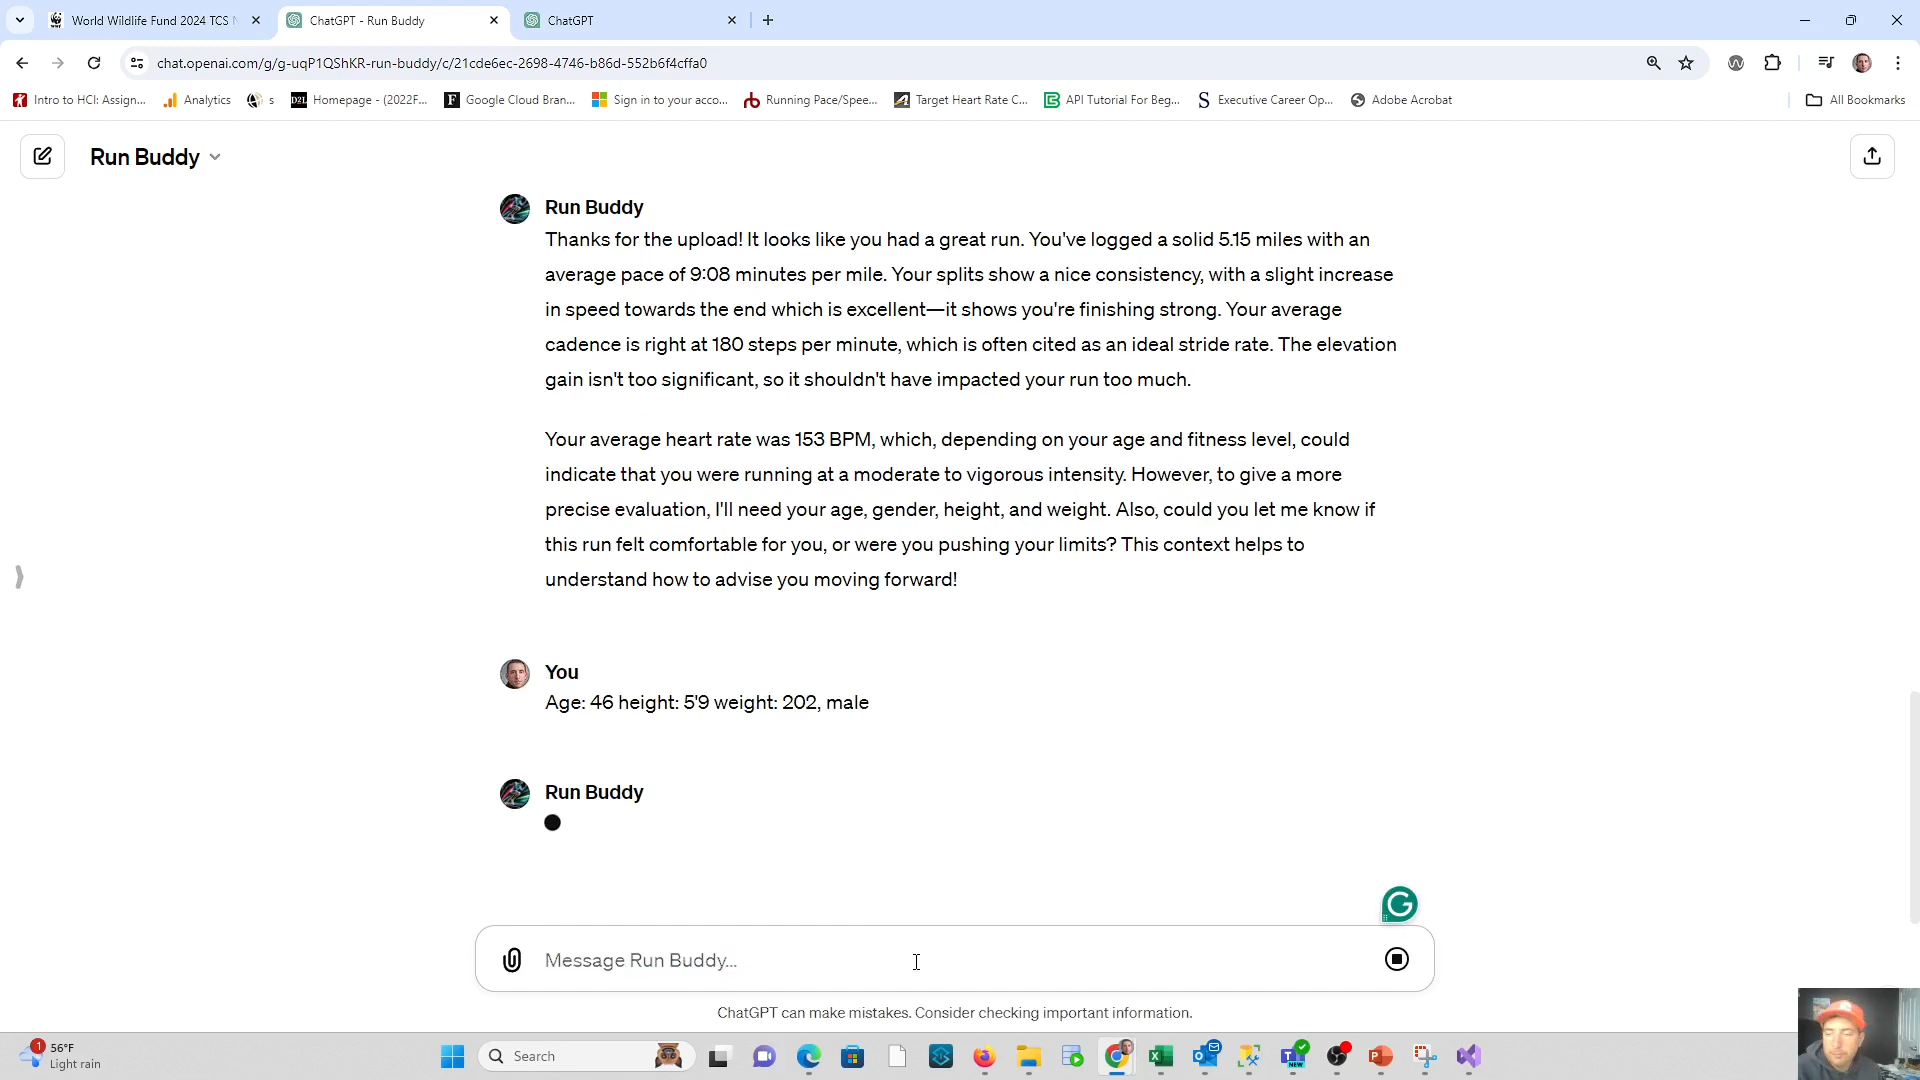 World Wildlife Fund 2024 TCS
ChatGPT - Run Buddy
ChatGPT
chat.openai.com/g/g-uqP1QShKR-run-buddy/c/21cde6ec-2698-4746-b86d-552b6f4cffa0
Intro to HCI: Assign...
Analytics
s
D2L
Homepage - (2022F...
Google Cloud Bran...
Sign in to your acco...
Running Pace/Spee...
Target Heart Rate C...
API Tutorial For Beg...
Executive Career Op...
Adobe Acrobat
All Bookmarks
Run Buddy
Run Buddy
Thanks for the upload! It looks like you had a great run. You've logged a solid 5.15 miles with an
average pace of 9:08 minutes per mile. Your splits show a nice consistency, with a slight increase
in speed towards the end which is excellent—it shows you're finishing strong. Your average
cadence is right at 180 steps per minute, which is often cited as an ideal stride rate. The elevation
gain isn't too significant, so it shouldn't have impacted your run too much.
Your average heart rate was 153 BPM, which, depending on your age and fitness level, could
indicate that you were running at a moderate to vigorous intensity. However, to give a more
precise evaluation, I'll need your age, gender, height, and weight. Also, could you let me know if
this run felt comfortable for you, or were you pushing your limits? This context helps to
understand how to advise you moving forward!
You
Age: 46 height: 5'9 weight: 202, male
Run Buddy
Message Run Buddy...
ChatGPT can make mistakes. Consider checking important information.
1
56°F
Light rain
Search
NEW